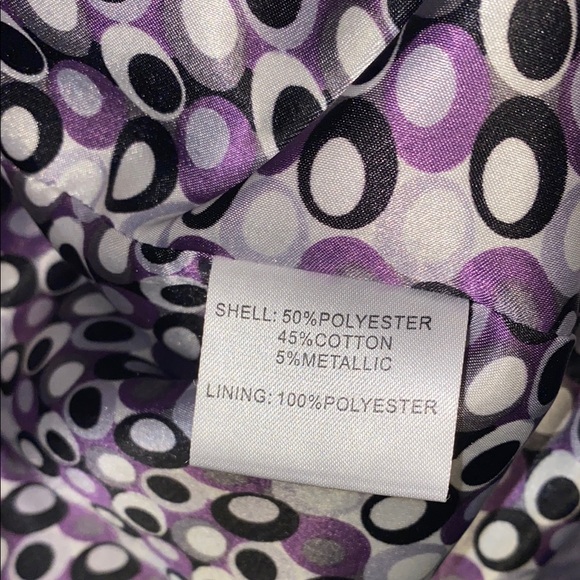 SHELL: 50%POLYESTER
45%COTTON
5%METALLIC
LINING: 100%POLYESTER